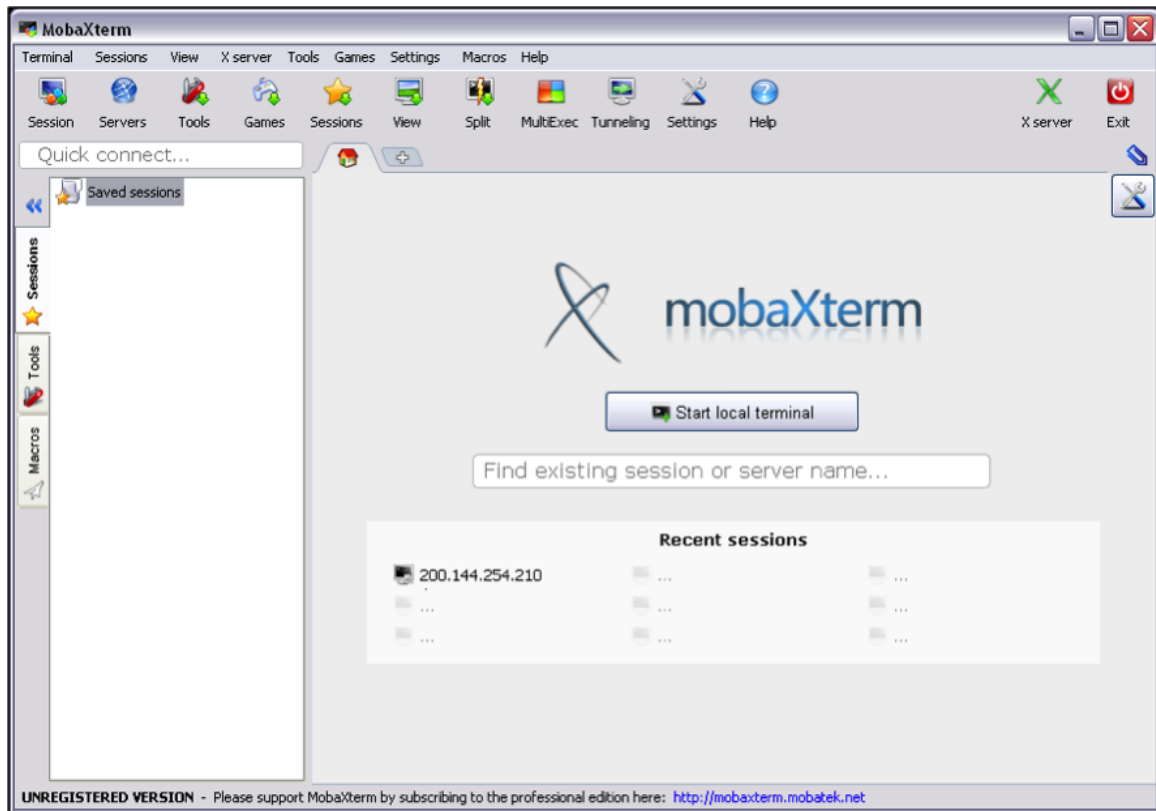 MobaXterm
Terminal Sessions View X server Tools Games Settings Macros Help
Session Servers Tools Games Sessions View Split MultiExec Tunneling Settings Help X server Exit
Quick connect...
Saved sessions
Sessions
Tools
Macros
mobaXterm
Start local terminal
Find existing session or server name...
Recent sessions
200.144.254.210 ... ...
... ... ...
... ... ...
UNREGISTERED VERSION - Please support MobaXterm by subscribing to the professional edition here: http://mobaxterm.mobatek.net